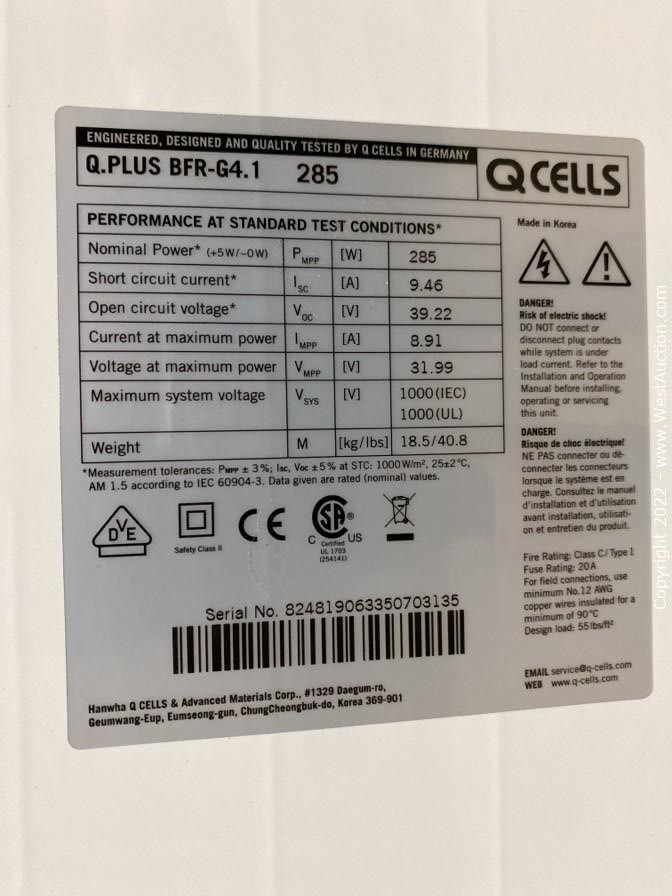 ENGINEERED, DESIGNED AND QUALITY TESTED BY Q CELLS IN GERMANY
Q.PLUS BFR-G4.1 285
Q CELLS
PERFORMANCE AT STANDARD TEST CONDITIONS*
Nominal Power* (+5W/-0W) PMPP [W] 285
Short circuit current* ISC [A] 9.46
Open circuit voltage* VOC [V] 39.22
Current at maximum power IMPP [A] 8.91
Voltage at maximum power VMPP [V] 31.99
Maximum system voltage VSYS [V] 1000(IEC)
1000(UL)
Weight M [kg/lbs] 18.5/40.8
*Measurement tolerances: PMPP ± 3%; Isc, Voc ±5% at STC: 1000W/m², 25±2°C,
AM 1.5 according to IEC 60904-3. Data given are rated (nominal) values.
DVE
Safety Class II
CE
SA®
C Certified US
UL 1703
(254141)
Serial No. 824819063350703135
Hanwha Q CELLS & Advanced Materials Corp., #1329 Daegum-ro,
Geumwang-Eup, Eumseong-gun, ChungCheongbuk-do, Korea 369-901
Made in Korea
DANGER!
Risk of electric shock!
DO NOT connect or
disconnect plug contacts
while system is under
load current. Refer to the
Installation and Operation
Manual before installing,
operating or servicing
this unit.
DANGER!
Risque de choc électrique!
NE PAS connecter ou dé-
connecter les connecteurs
lorsque le système est en
charge. Consultez le manuel
d'installation et d'utilisation
avant installation, utilisati-
on et entretien du produit.
Fire Rating: Class C/Type 1
Fuse Rating: 20A
For field connections, use
minimum No.12 AWG
copper wires insulated for a
minimum of 90°C
Design load: 55lbs/ft²
EMAIL service@q-cells.com
WEB www.q-cells.com
Copyright 2022 - www.WestAuction.com